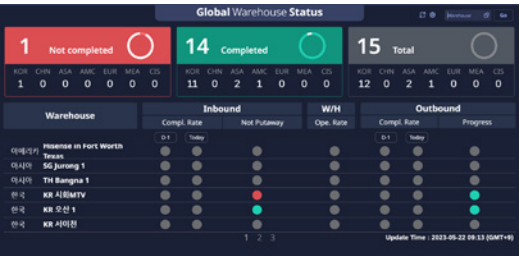 Global Warehouse Status
Warehouse
Go
1 Not completed
14 Completed
15 Total
KOR CHN ASA AMC EUR MEA CIS
1 0 0 0 0 0 0
KOR CHN ASA AMC EUR MEA CIS
11 0 2 1 0 0 0
KOR CHN ASA AMC EUR MEA CIS
12 0 2 1 0 0 0
Warehouse
Inbound
W/H
Outbound
Compl. Rate
Not Putaway
Ope. Rate
Compl. Rate
Progress
D-1 Today
D-1 Today
아메리카 Hisense in Fort Worth
Texas
아시아 SG Jurong 1
아시아 TH Bangna 1
한국 KR 시화MTV
한국 KR 오산 1
한국 KR 서이천
1 2 3
Update Time : 2023-05-22 09:13 (GMT+9)